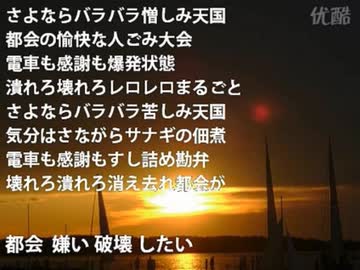 さよならバラバラ憎しみ天国
优酷
都会の愉快な人ごみ大会
電車も感謝も爆発状態
潰れろ壊れろレロレロまるごと
さよならバラバラ苦しみ天国
気分はさながらサナギの佃煮
電車も感謝もすし詰め勘弁
壊れろ潰れろ消え去れ都会が
都会 嫌い 破壊 したい